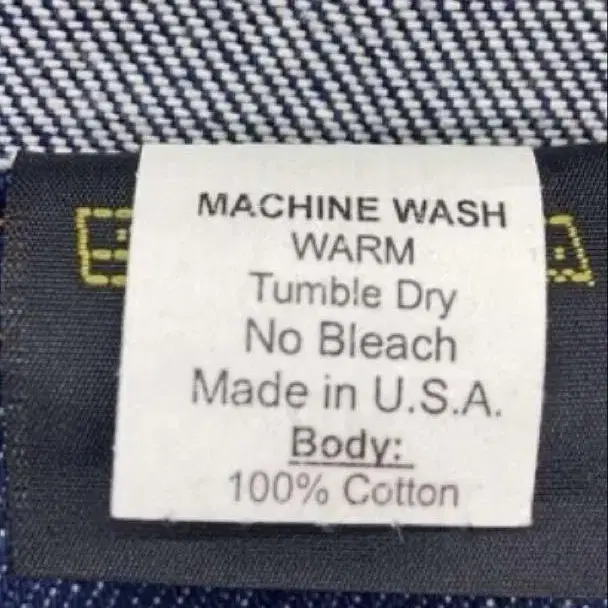 MACHINE WASH
WARM
Tumble Dry
No Bleach
Made in U.S.A.
Body:
100% Cotton